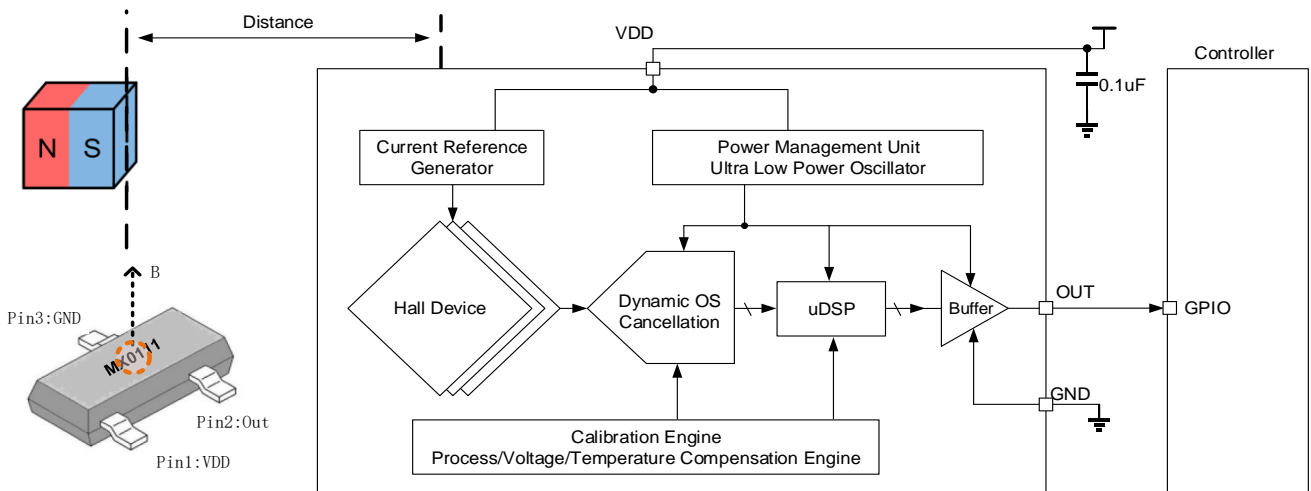 Distance
VDD
Controller
0.1uF
N
S
Current Reference
Generator
Power Management Unit
Ultra Low Power Oscillator
B
Hall Device
Dynamic OS
Cancellation
uDSP
Buffer
OUT
GPIO
Pin3:GND
MX0111
Pin2:Out
Pin1:VDD
GND
Calibration Engine
Process/Voltage/Temperature Compensation Engine